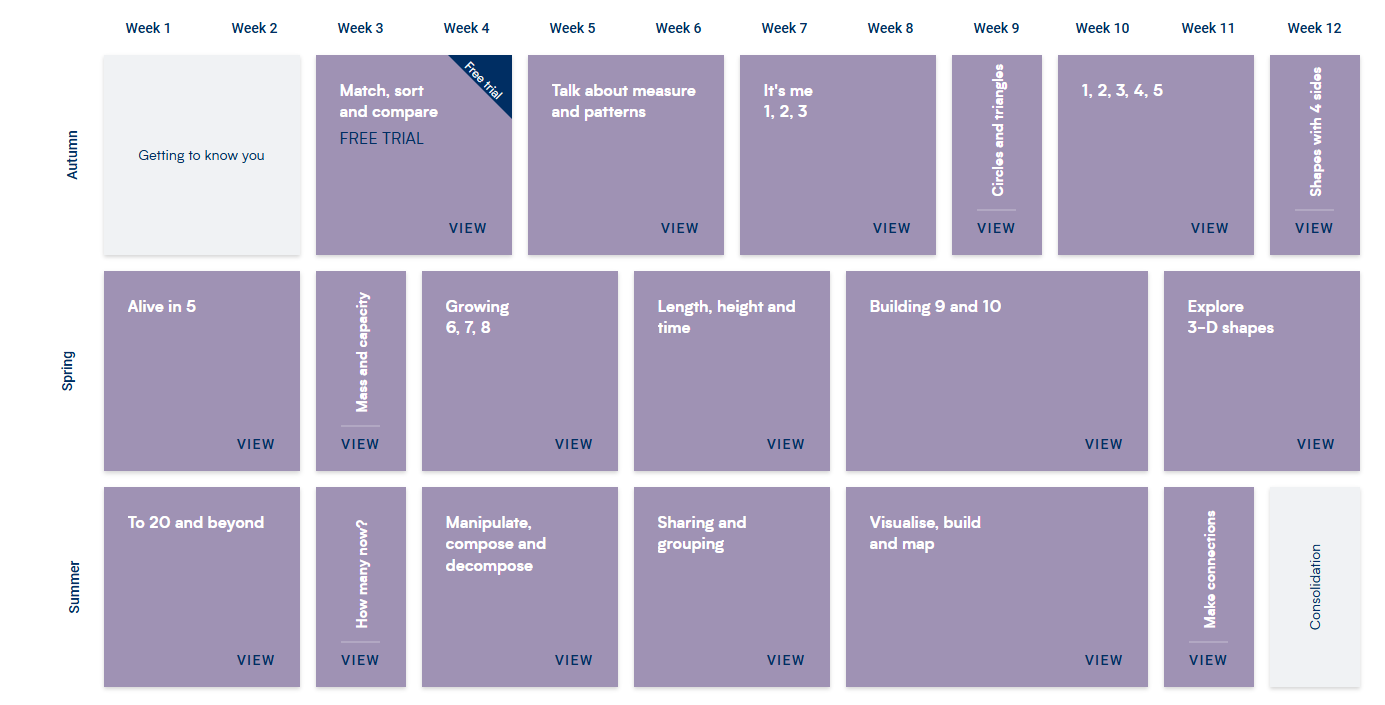 Week 1
Week 2
Week 3
Week 4
Week 5
Week 6
Week 7
Week 8
Week 9
Week 10
Week 11
Week 12
Autumn
Getting to know you
Match, sort
and compare
FREE TRIAL
Free trial
VIEW
Talk about measure
and patterns
VIEW
It's me
1, 2, 3
VIEW
Circles and triangles
VIEW
1, 2, 3, 4, 5
VIEW
Shapes with 4 sides
VIEW
Spring
Alive in 5
VIEW
Mass and capacity
VIEW
Growing
6, 7, 8
VIEW
Length, height and
time
VIEW
Building 9 and 10
VIEW
Explore
3-D shapes
VIEW
Summer
To 20 and beyond
VIEW
How many now?
VIEW
Manipulate,
compose and
decompose
VIEW
Sharing and
grouping
VIEW
Visualise, build
and map
VIEW
Make connections
VIEW
Consolidation